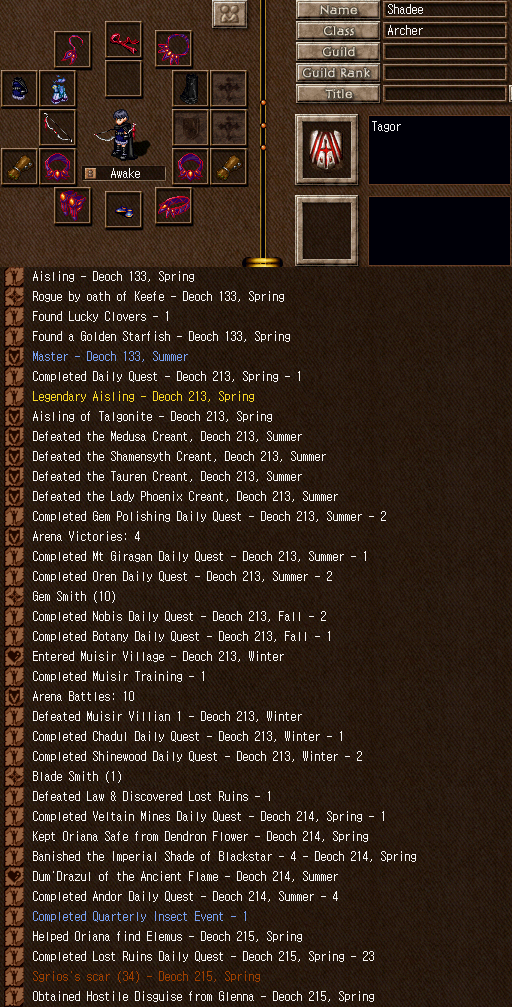 Name
Shadee
Class
Archer
Guild
Guild Rank
Title
Tagor
Awake
Aisling - Deoch 133, Spring
Rogue by oath of Keefe - Deoch 133, Spring
Found Lucky Clovers - 1
Found a Golden Starfish - Deoch 133, Spring
Master - Deoch 133, Summer
Completed Daily Quest - Deoch 213, Spring - 1
Legendary Aisling - Deoch 213, Spring
Aisling of Talgonite - Deoch 213, Spring
Defeated the Medusa Creant, Deoch 213, Summer
Defeated the Shamensyth Creant, Deoch 213, Summer
Defeated the Tauren Creant, Deoch 213, Summer
Defeated the Lady Phoenix Creant, Deoch 213, Summer
Completed Gem Polishing Daily Quest - Deoch 213, Summer - 2
Arena Victories: 4
Completed Mt Giragan Daily Quest - Deoch 213, Summer - 1
Completed Oren Daily Quest - Deoch 213, Summer - 2
Gem Smith (10)
Completed Nobis Daily Quest - Deoch 213, Fall - 2
Completed Botany Daily Quest - Deoch 213, Fall - 1
Entered Muisir Village - Deoch 213, Winter
Completed Muisir Training - 1
Arena Battles: 10
Defeated Muisir Villian 1 - Deoch 213, Winter
Completed Chadul Daily Quest - Deoch 213, Winter - 1
Completed Shinewood Daily Quest - Deoch 213, Winter - 2
Blade Smith (1)
Defeated Law & Discovered Lost Ruins - 1
Completed Veltain Mines Daily Quest - Deoch 214, Spring - 1
Kept Oriana Safe from Dendron Flower - Deoch 214, Spring
Banished the Imperial Shade of Blackstar - 4 - Deoch 214, Spring
Dum'Drazul of the Ancient Flame - Deoch 214, Summer
Completed Andor Daily Quest - Deoch 214, Summer - 4
Completed Quarterly Insect Event - 1
Helped Oriana find Elemus - Deoch 215, Spring
Completed Lost Ruins Daily Quest - Deoch 215, Spring - 23
Sgrios's scar (34) - Deoch 215, Spring
Obtained Hostile Disguise from Glenna - Deoch 215, Spring